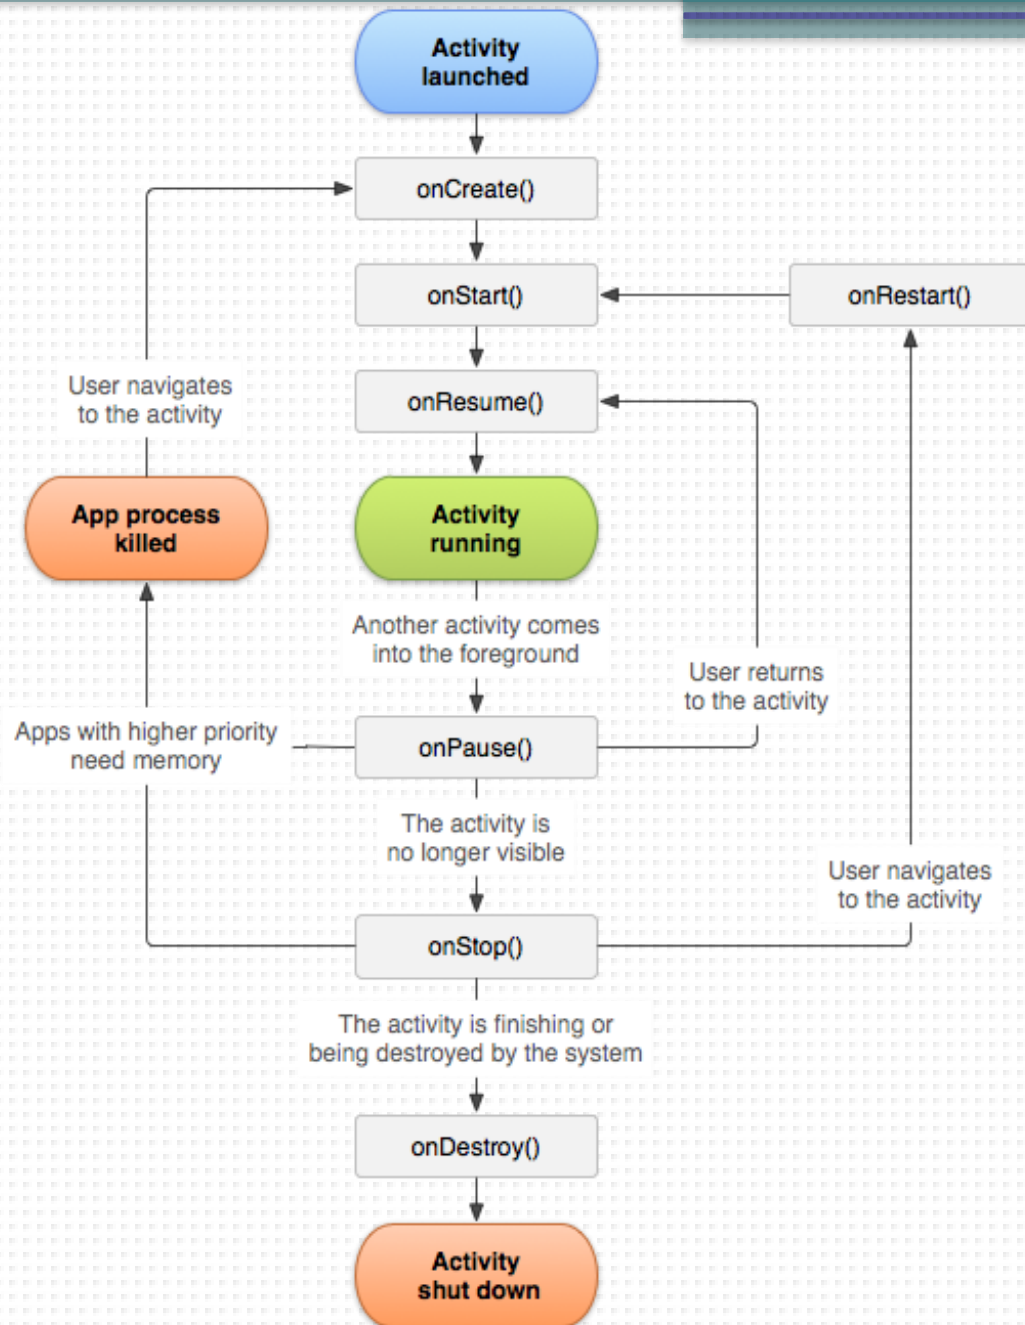 Activity
launched
onCreate()
onStart()
onRestart()
User navigates
to the activity
onResume()
App process
killed
Activity
running
Another activity comes
into the foreground
User returns
to the activity
Apps with higher priority
need memory
onPause()
The activity is
no longer visible
User navigates
to the activity
onStop()
The activity is finishing or
being destroyed by the system
onDestroy()
Activity
shut down